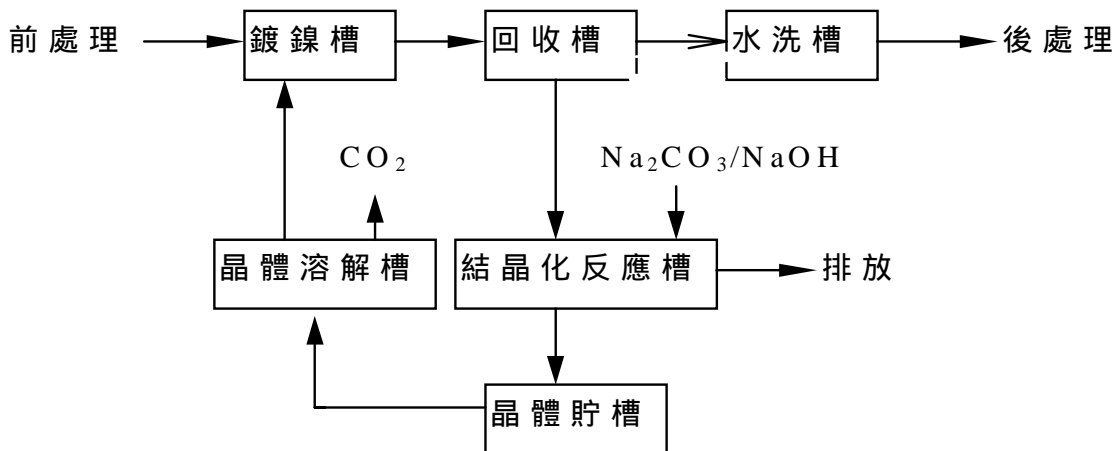 前處理 鍍鎳槽 回收槽 水洗槽 後處理
CO₂ Na₂CO₃/NaOH
晶體溶解槽 結晶化反應槽 排放
晶體貯槽